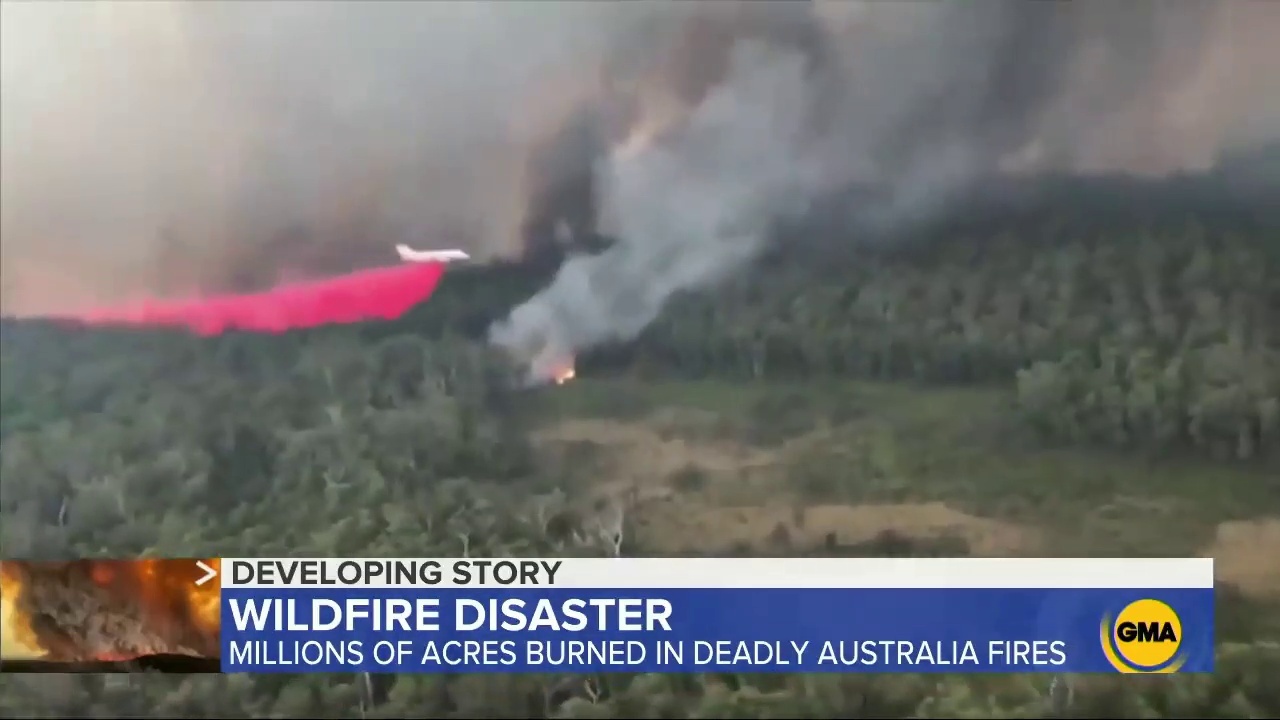 DEVELOPING STORY
WILDFIRE DISASTER
MILLIONS OF ACRES BURNED IN DEADLY AUSTRALIA FIRES
GMA